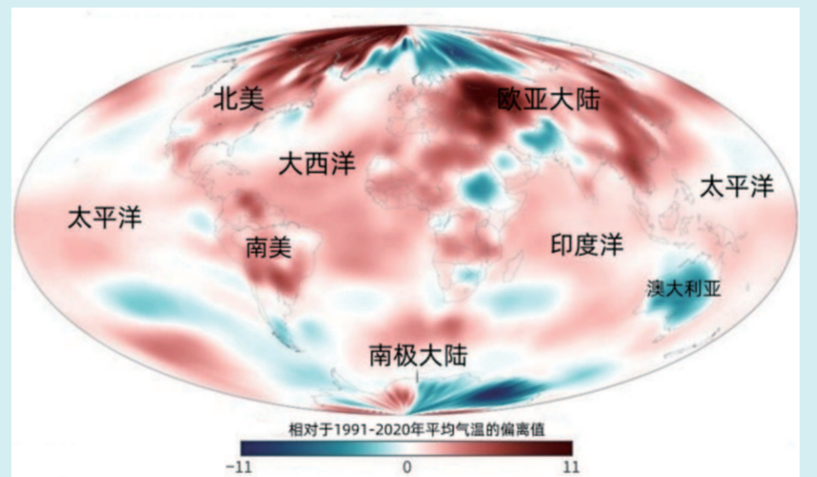 北美
欧亚大陆
大西洋
太平洋
太平洋
南美
印度洋
澳大利亚
南极大陆
相对于1991-2020年平均气温的偏离值
−11
0
11